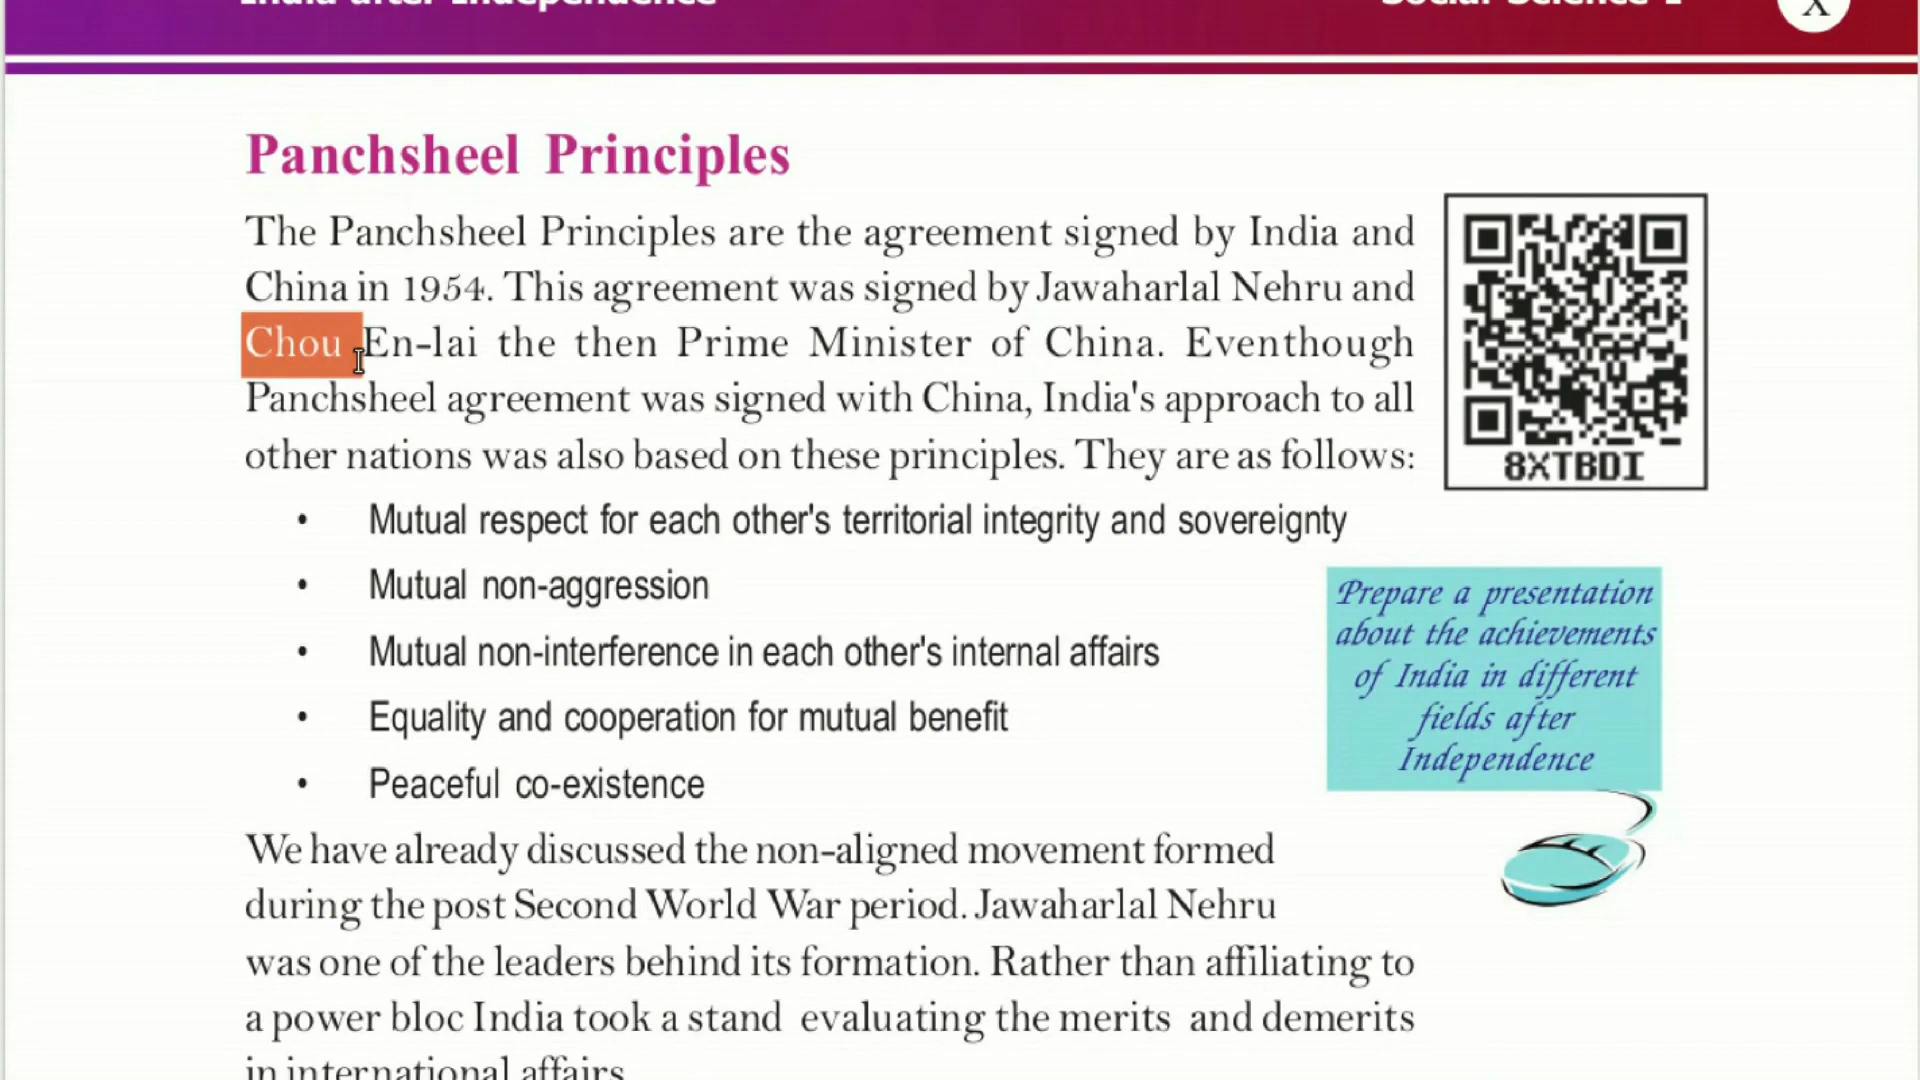 India after Independence
Social Science I
X
Panchsheel Principles
The Panchsheel Principles are the agreement signed by India and
China in 1954. This agreement was signed by Jawaharlal Nehru and
Chou En-lai the then Prime Minister of China. Eventhough
Panchsheel agreement was signed with China, India's approach to all
other nations was also based on these principles. They are as follows:
8XTBDI
• Mutual respect for each other's territorial integrity and sovereignty
• Mutual non-aggression
• Mutual non-interference in each other's internal affairs
• Equality and cooperation for mutual benefit
• Peaceful co-existence
Prepare a presentation
about the achievements
of India in different
fields after
Independence
We have already discussed the non-aligned movement formed
during the post Second World War period. Jawaharlal Nehru
was one of the leaders behind its formation. Rather than affiliating to
a power bloc India took a stand evaluating the merits and demerits
in international affairs.